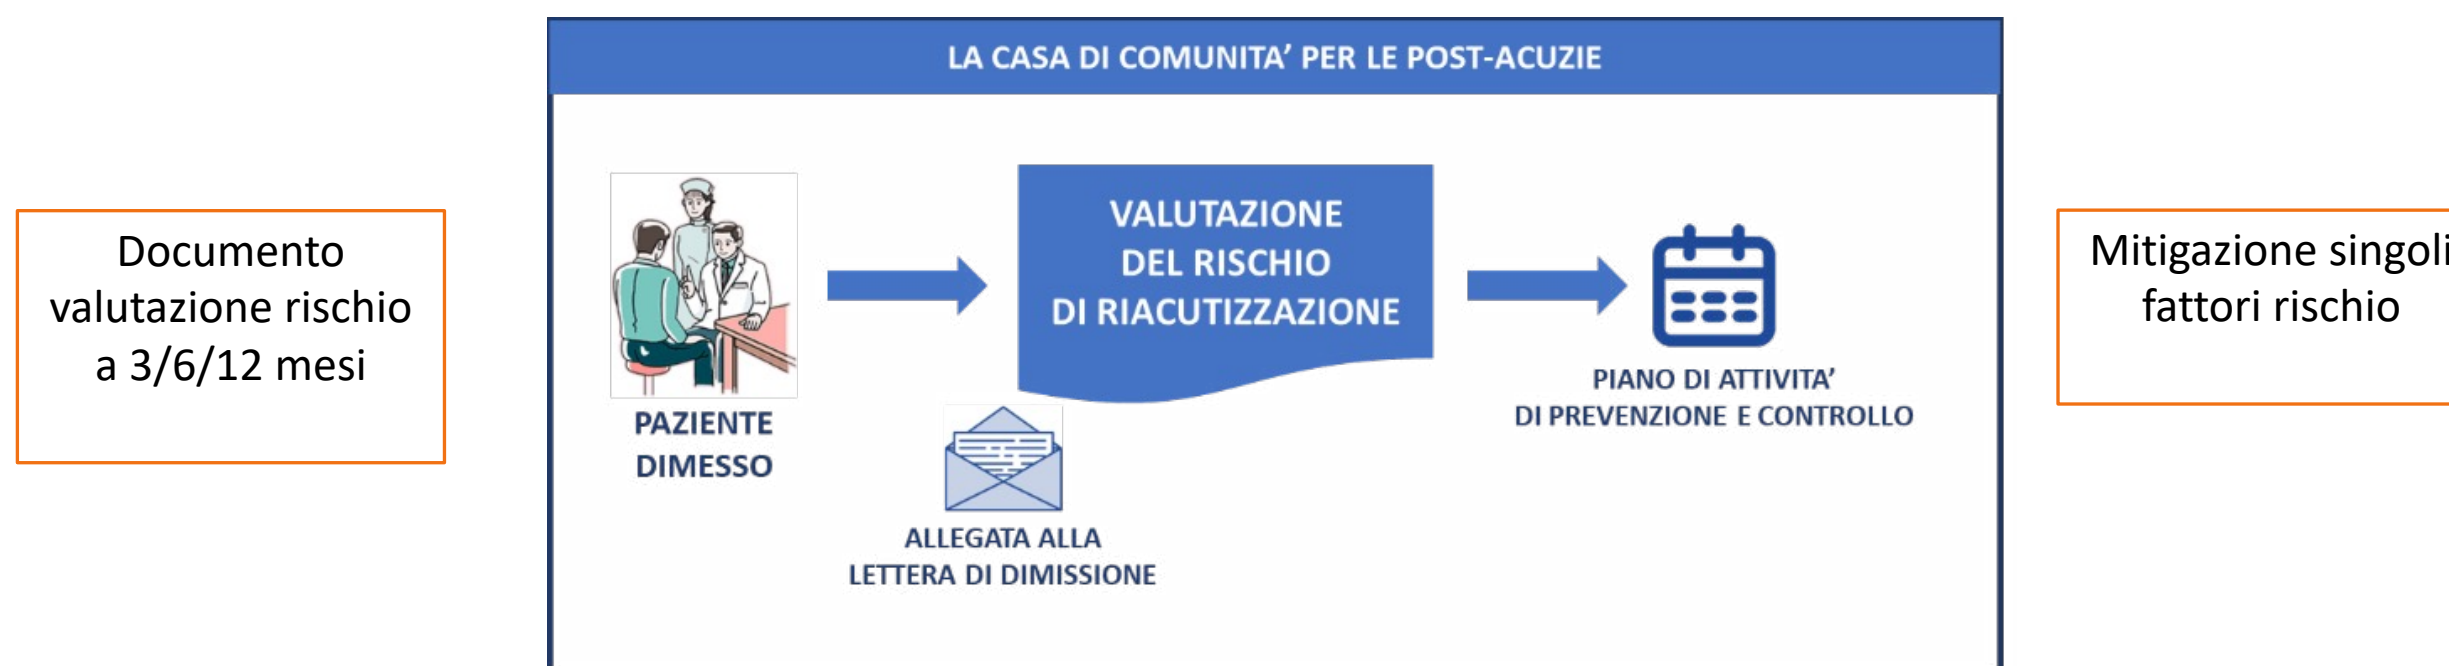 LA CASA DI COMUNITA’ PER LE POST-ACUZIE
Documento
valutazione rischio
a 3/6/12 mesi
PAZIENTE
DIMESSO
VALUTAZIONE
DEL RISCHIO
DI RIACUTIZZAZIONE
ALLEGATA ALLA
LETTERA DI DIMISSIONE
PIANO DI ATTIVITA’
DI PREVENZIONE E CONTROLLO
Mitigazione singoli
fattori rischio